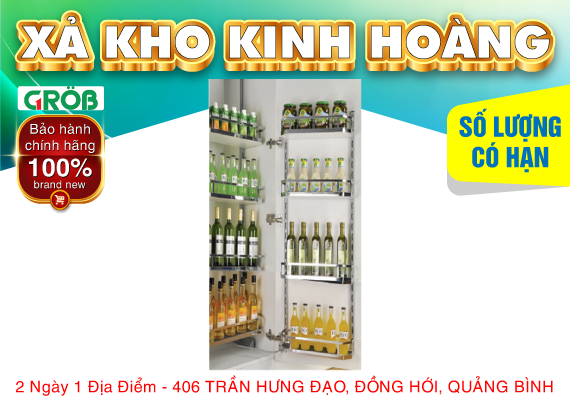 XẢ KHO KINH HOÀNG
GRÖß
Bảo hành
chính hãng
100%
brand new
SỐ LƯỢNG
CÓ HẠN
2 Ngày 1 Địa Điểm - 406 TRẦN HƯNG ĐẠO, ĐỒNG HỚI, QUẢNG BÌNH